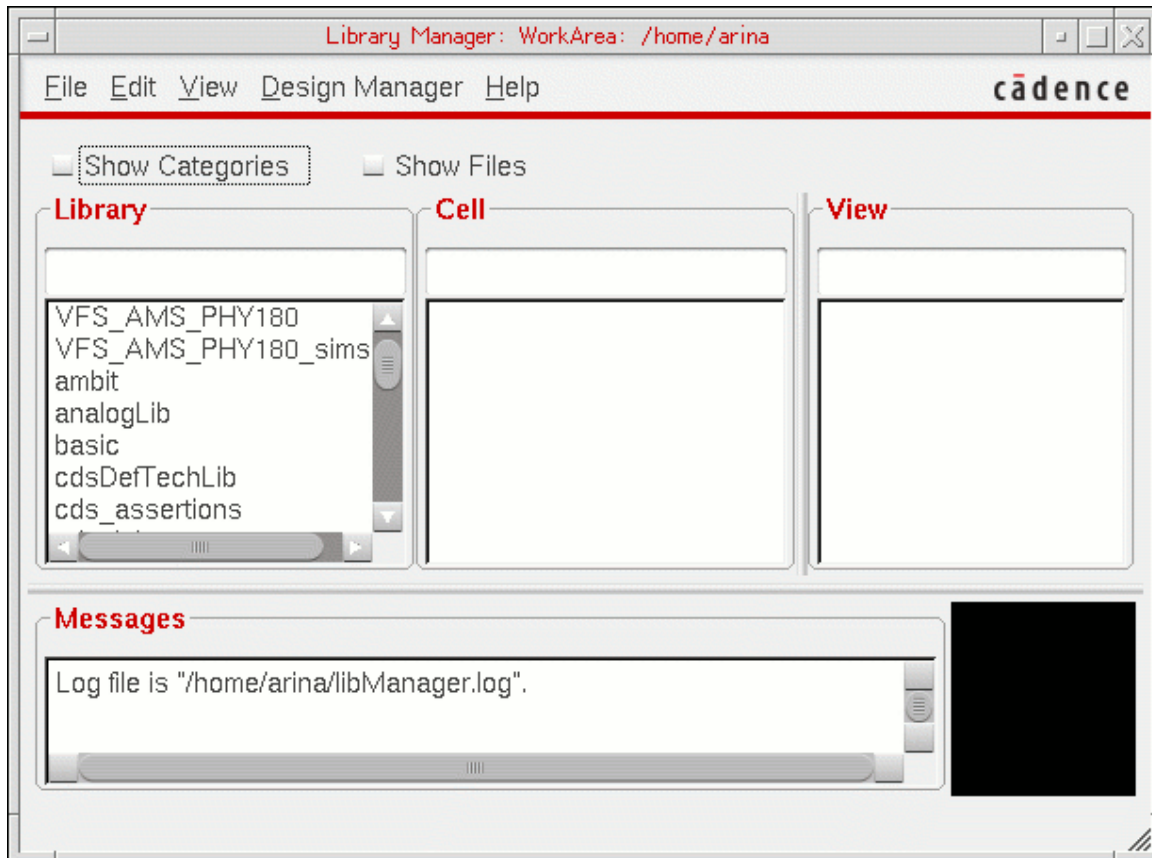 Library Manager: WorkArea: /home/arina
File Edit View Design Manager Help
cādence
Show Categories Show Files
Library Cell View
VFS_AMS_PHY180
VFS_AMS_PHY180_sims
ambit
analogLib
basic
cdsDefTechLib
cds_assertions
Messages
Log file is "/home/arina/libManager.log".